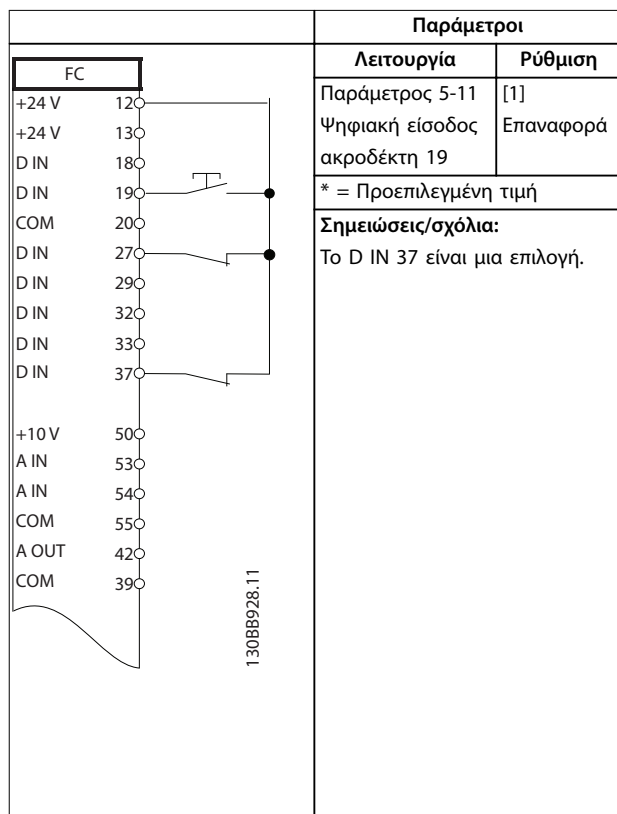 FC
+24 V 12
+24 V 13
D IN 18
D IN 19
COM 20
D IN 27
D IN 29
D IN 32
D IN 33
D IN 37
+10 V 50
A IN 53
A IN 54
COM 55
A OUT 42
COM 39
130BB928.11
Παράμετροι
Λειτουργία Ρύθμιση
Παράμετρος 5-11 [1]
Ψηφιακή είσοδος Επαναφορά
ακροδέκτη 19
* = Προεπιλεγμένη τιμή
Σημειώσεις/σχόλια:
Το D IN 37 είναι μια επιλογή.